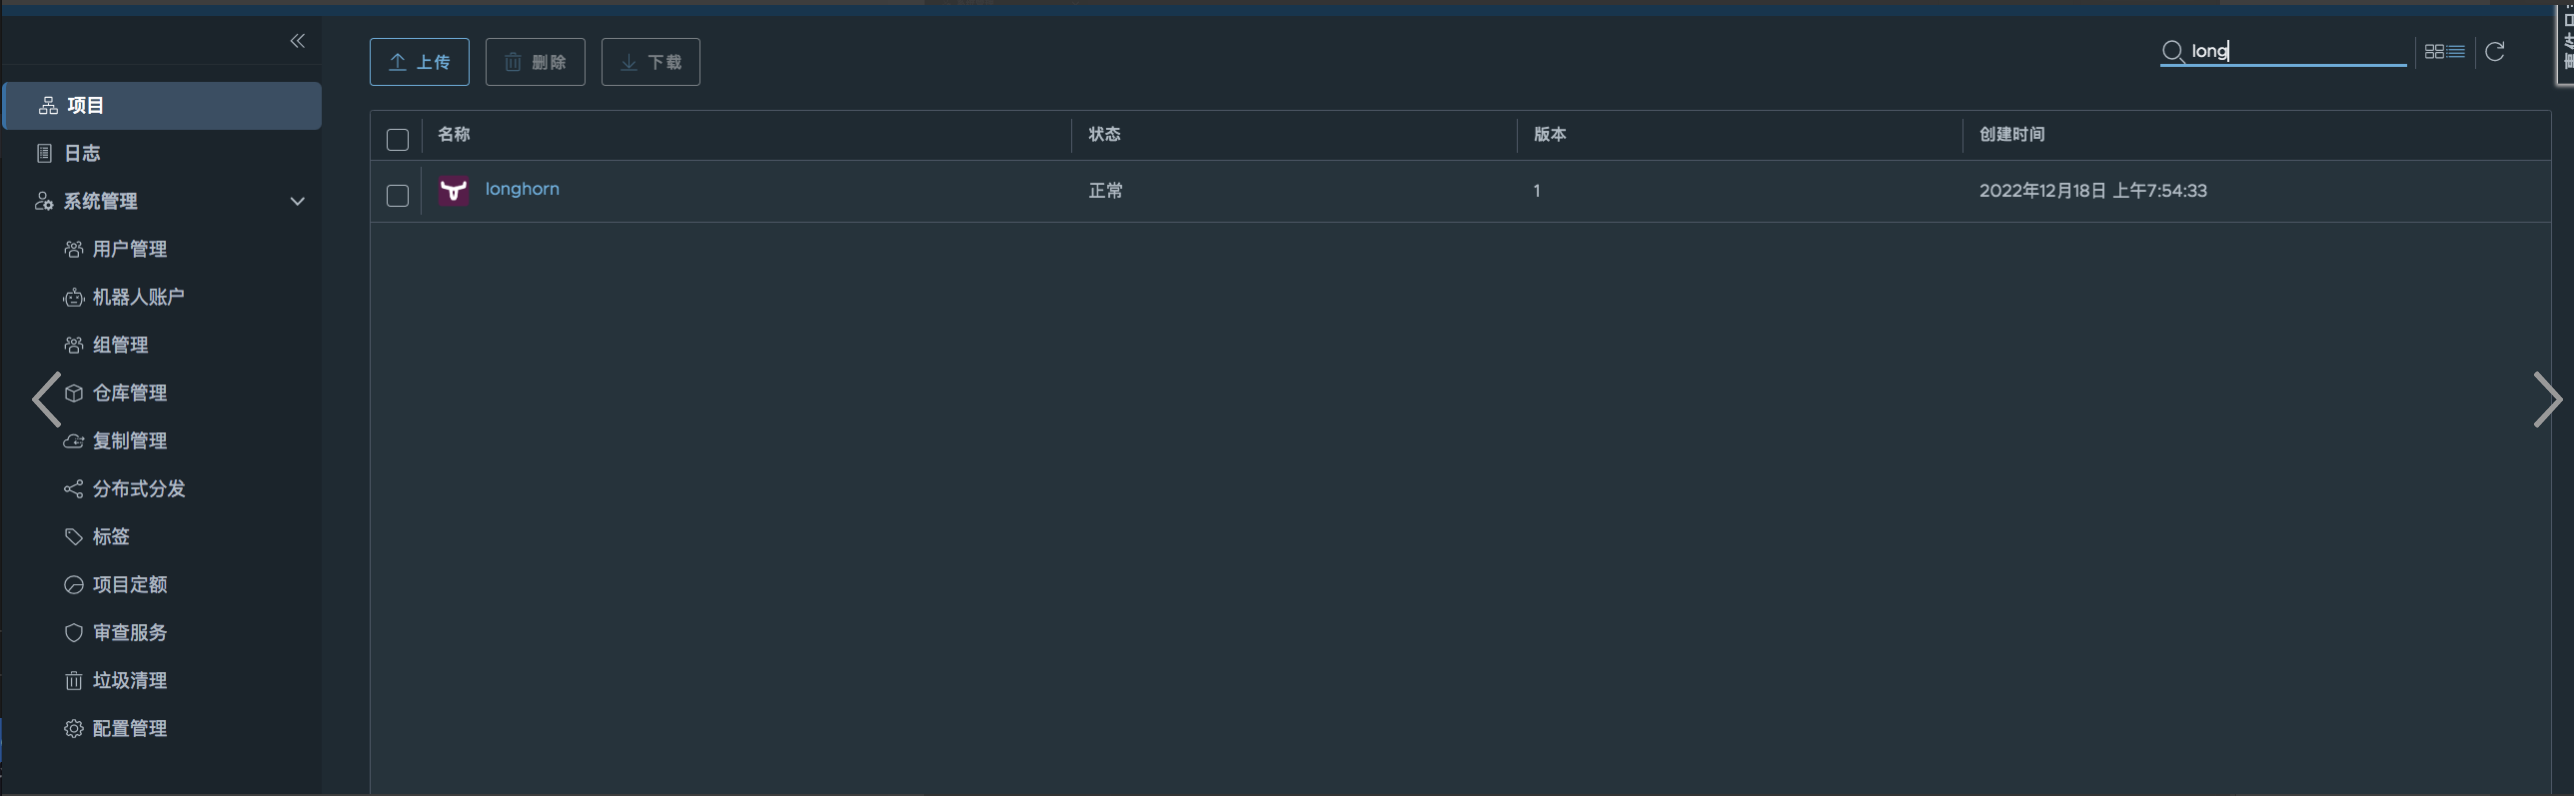 上传 删除 下载
long
项目
日志
系统管理
用户管理
机器人账户
组管理
仓库管理
复制管理
分布式分发
标签
项目定额
审查服务
垃圾清理
配置管理
名称 状态 版本 创建时间
longhorn 正常 1 2022年12月18日 上午7:54:33